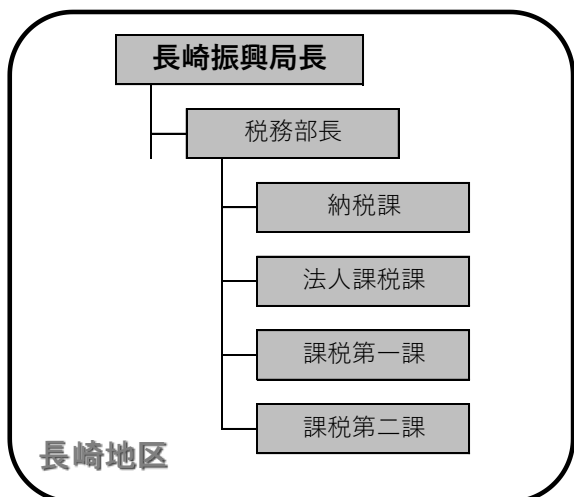 長崎振興局長
税務部長
納税課
法人課税課
課税第一課
課税第二課
長崎地区